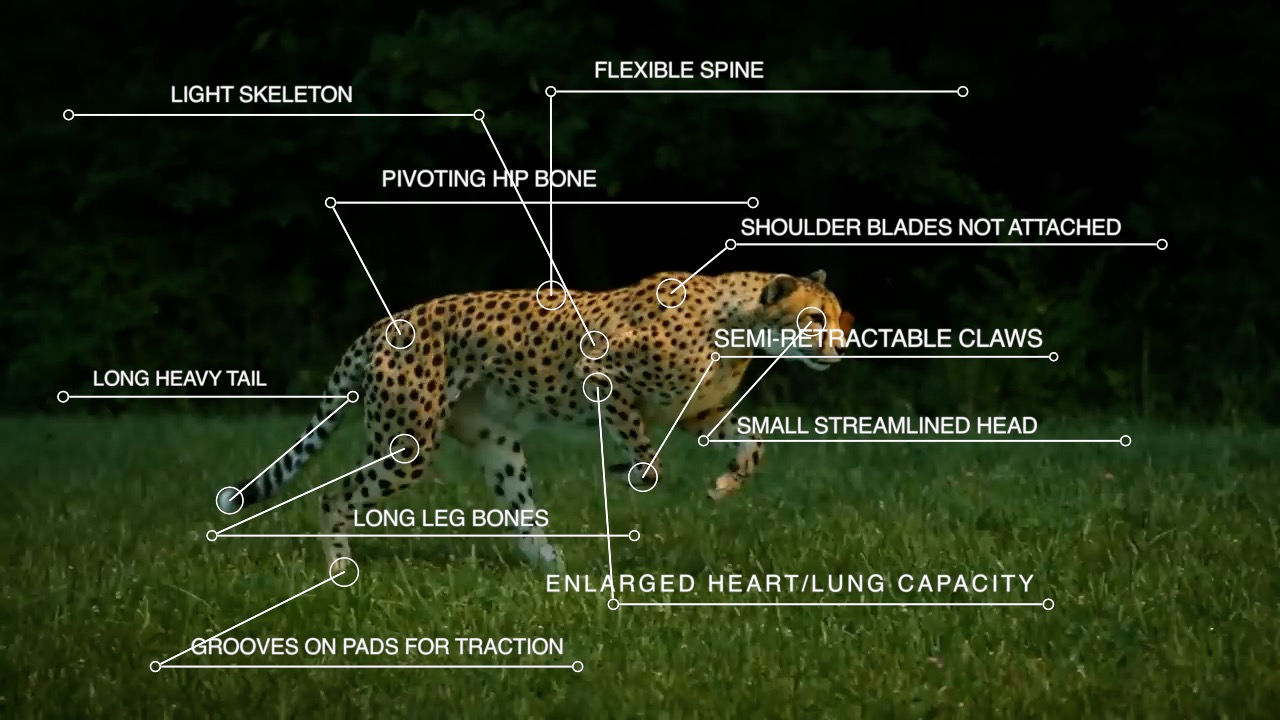 FLEXIBLE SPINE
LIGHT SKELETON
PIVOTING HIP BONE
SHOULDER BLADES NOT ATTACHED
SEMI-RETRACTABLE CLAWS
LONG HEAVY TAIL
SMALL STREAMLINED HEAD
LONG LEG BONES
ENLARGED HEART/LUNG CAPACITY
GROOVES ON PADS FOR TRACTION